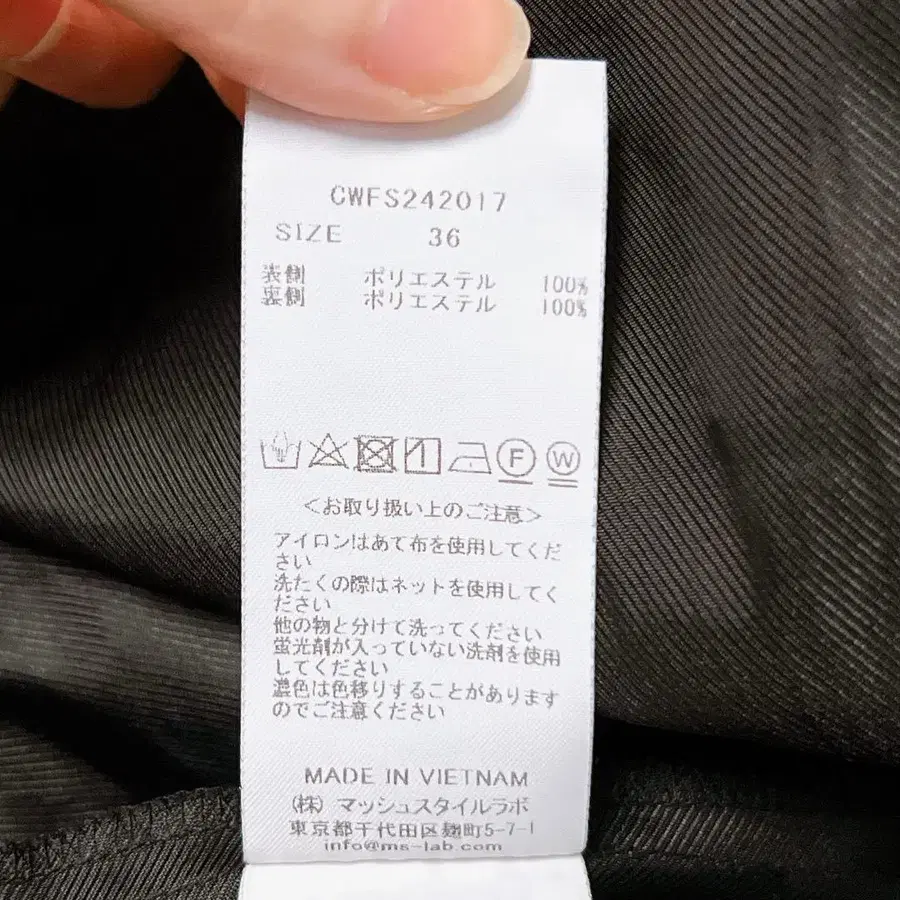 CWFS242017
SIZE 36
表側 ポリエステル 100%
裏側 ポリエステル 100%
F W
<お取り扱い上のご注意>
アイロンはあて布を使用してくだ
さい
洗たくの際はネットを使用してく
ださい
他の物と分けて洗ってください
蛍光剤が入っていない洗剤を使用
してください
濃色は色移りすることがあります
のでご注意ください
MADE IN VIETNAM
(株) マッシュスタイルラボ
東京都千代田区麹町5-7-1
info@ms-lab.com